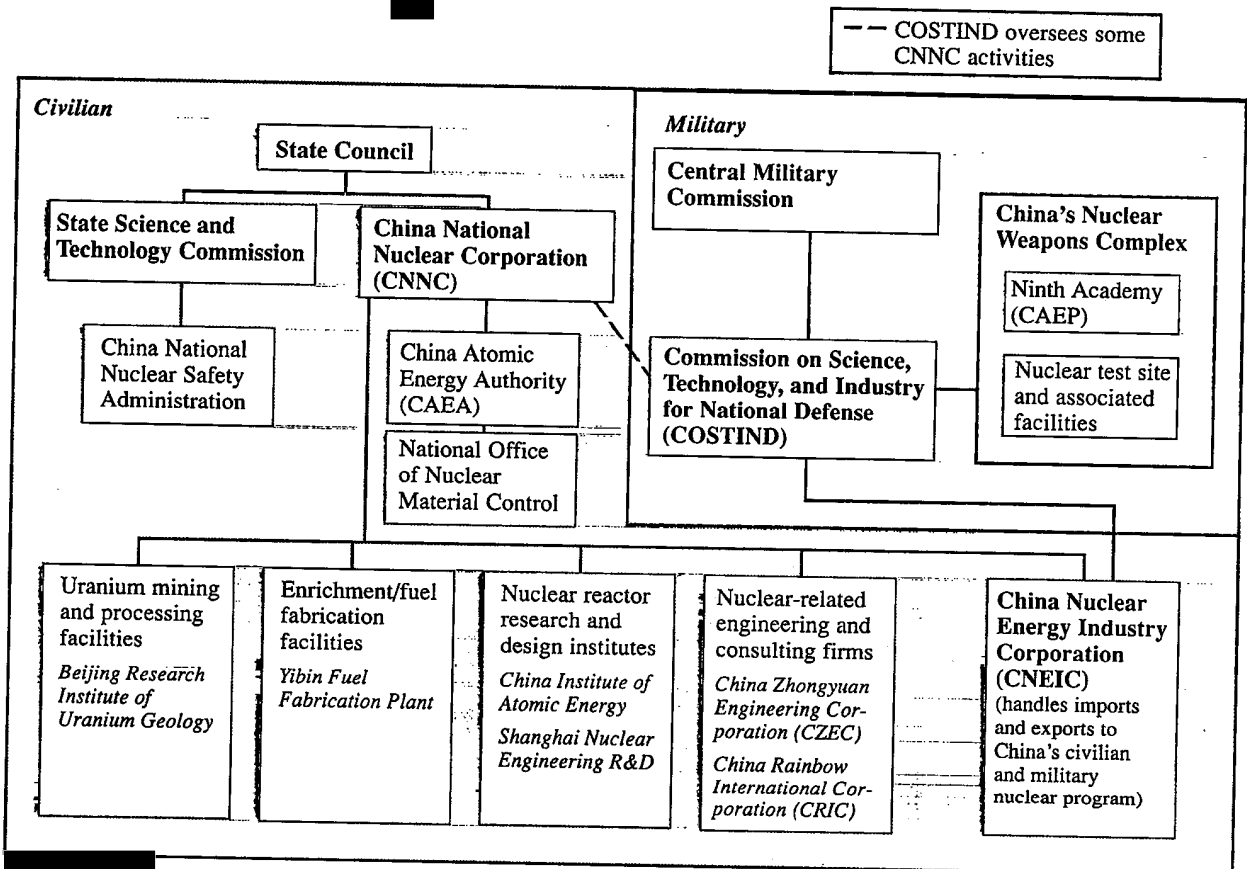 -- COSTIND oversees some
CNNC activities
Civilian
State Council
State Science and
Technology Commission
China National
Nuclear Corporation
(CNNC)
China National
Nuclear Safety
Administration
China Atomic
Energy Authority
(CAEA)
National Office
of Nuclear
Material Control
Military
Central Military
Commission
Commission on Science,
Technology, and Industry
for National Defense
(COSTIND)
China's Nuclear
Weapons Complex
Ninth Academy
(CAEP)
Nuclear test site
and associated
facilities
Uranium mining
and processing
facilities
Beijing Research
Institute of
Uranium Geology
Enrichment/fuel
fabrication
facilities
Yibin Fuel
Fabrication Plant
Nuclear reactor
research and
design institutes
China Institute of
Atomic Energy
Shanghai Nuclear
Engineering R&D
Nuclear-related
engineering and
consulting firms
China Zhongyuan
Engineering Cor-
poration (CZEC)
China Rainbow
International Cor-
poration (CRIC)
China Nuclear
Energy Industry
Corporation
(CNEIC)
(handles imports
and exports to
China's civilian
and military
nuclear program)